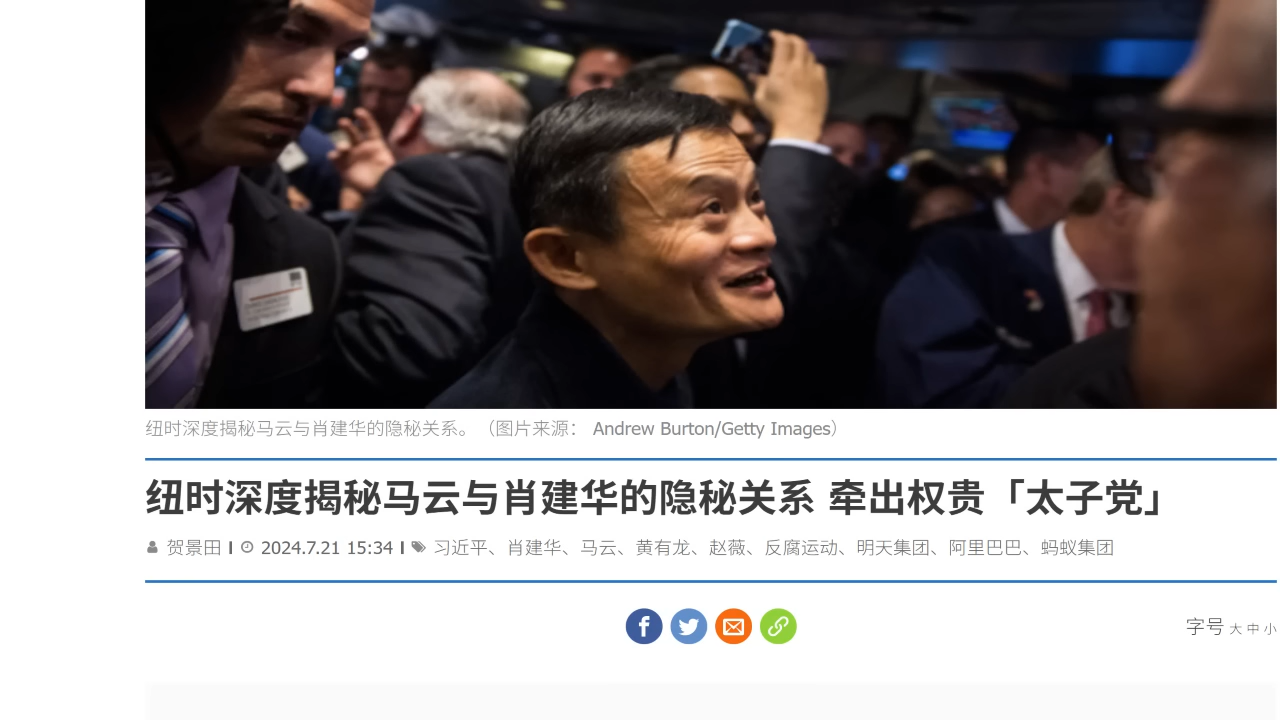 纽时深度揭秘马云与肖建华的隐秘关系。（图片来源： Andrew Burton/Getty Images）
纽时深度揭秘马云与肖建华的隐秘关系 牵出权贵「太子党」
贺景田 I 2024.7.21 15:34 I 习近平、肖建华、马云、黄有龙、赵薇、反腐运动、明天集团、阿里巴巴、蚂蚁集团
字号 大 中 小